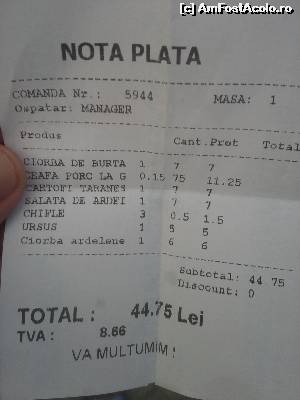 (c) AmFostAcolo.ro
NOTA PLATA
COMANDA Nr.: 5944 MASA: 1
Ospatar: MANAGER
Produs Cant. Pret Total
CIORBA DE BURTA 1 7 7
CEAFA PORC LA G 0.15 75 11.25
CARTOFI TARANES 1 7 7
SALATA DE ARDEI 1 7 7
CHIFLE 3 0.5 1.5
URSUS 1 5 5
Ciorba ardelene 1 6 6
Subtotal: 44.75
Discount: 0
TOTAL : 44.75 Lei
TVA : 8.66
VA MULTUMIM !
(c) AmFostAcolo.ro